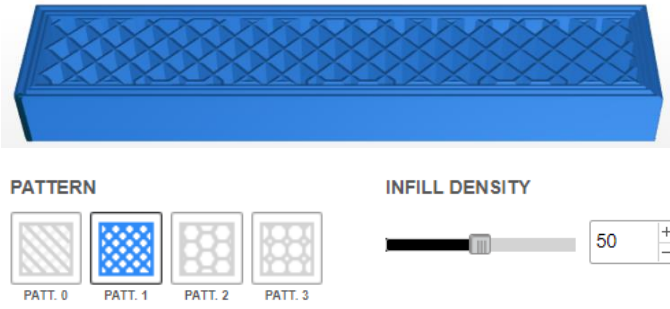 PATTERN
INFILL DENSITY
50
+
−
PATT. 0
PATT. 1
PATT. 2
PATT. 3